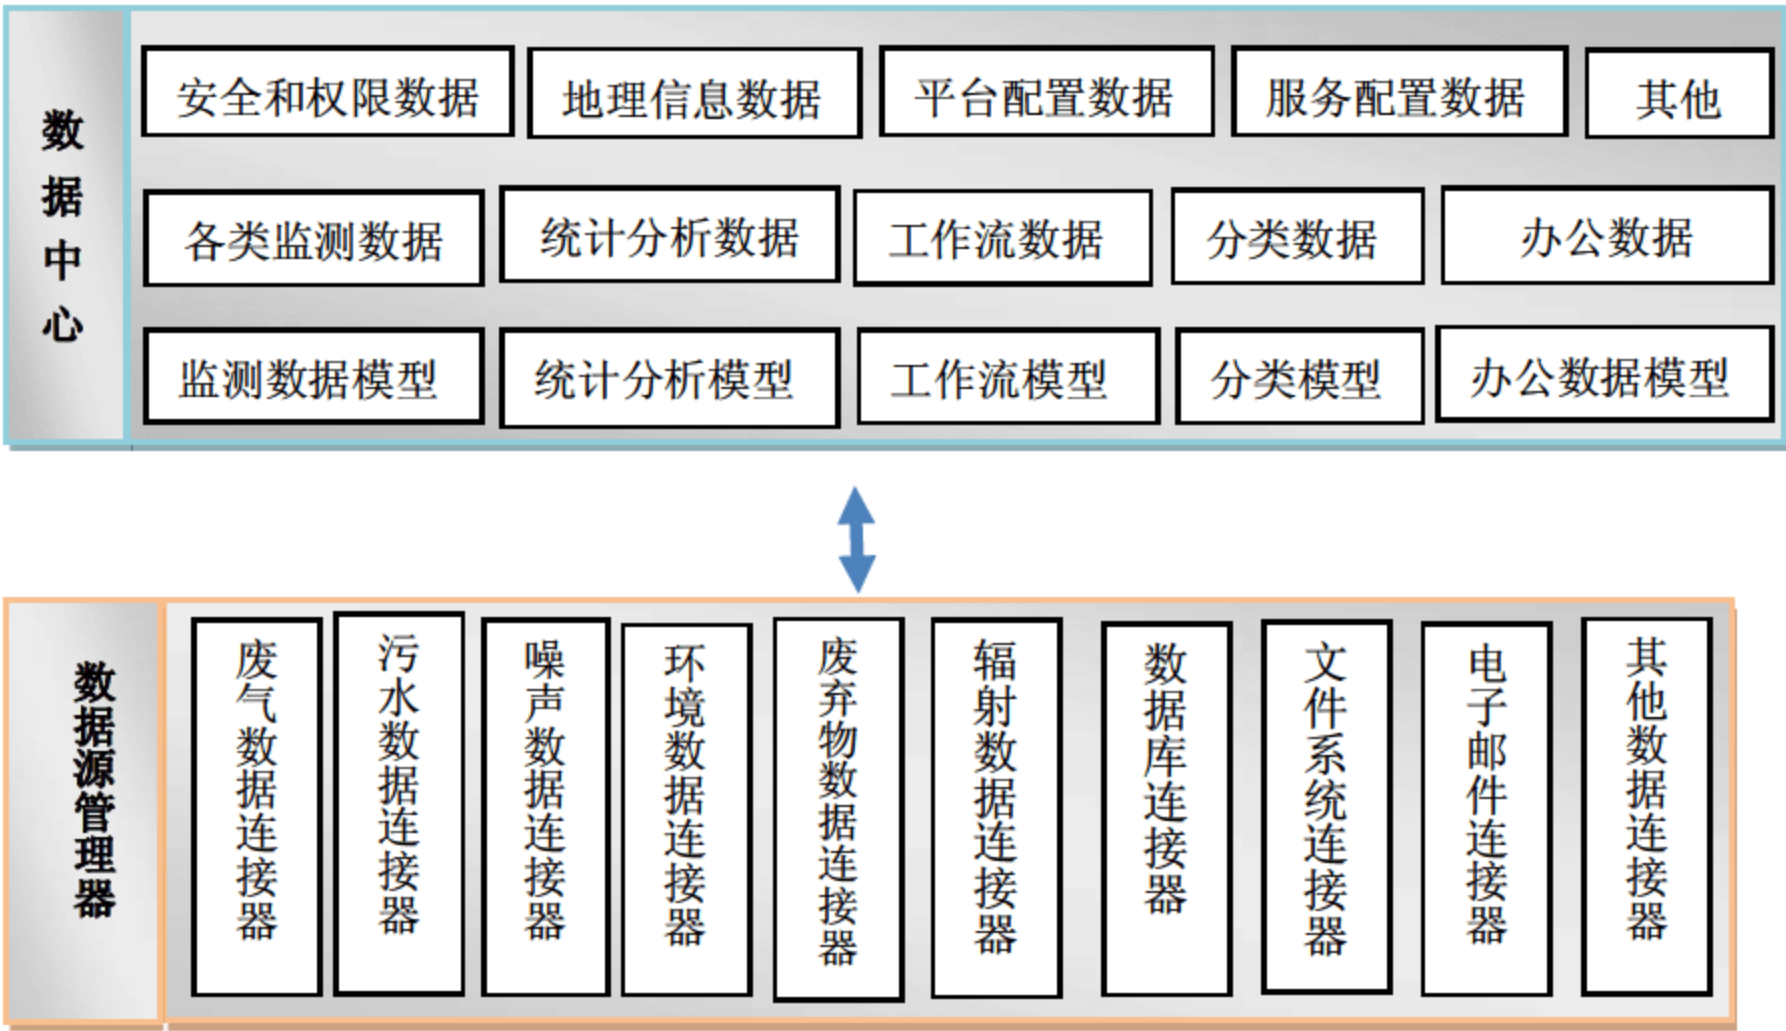 数据中心
安全和权限数据
地理信息数据
平台配置数据
服务配置数据
其他
各类监测数据
统计分析数据
工作流数据
分类数据
办公数据
监测数据模型
统计分析模型
工作流模型
分类模型
办公数据模型
数据源管理器
废气数据连接器
污水数据连接器
噪声数据连接器
环境数据连接器
废弃物数据连接器
辐射数据连接器
数据库连接器
文件系统连接器
电子邮件连接器
其他数据连接器